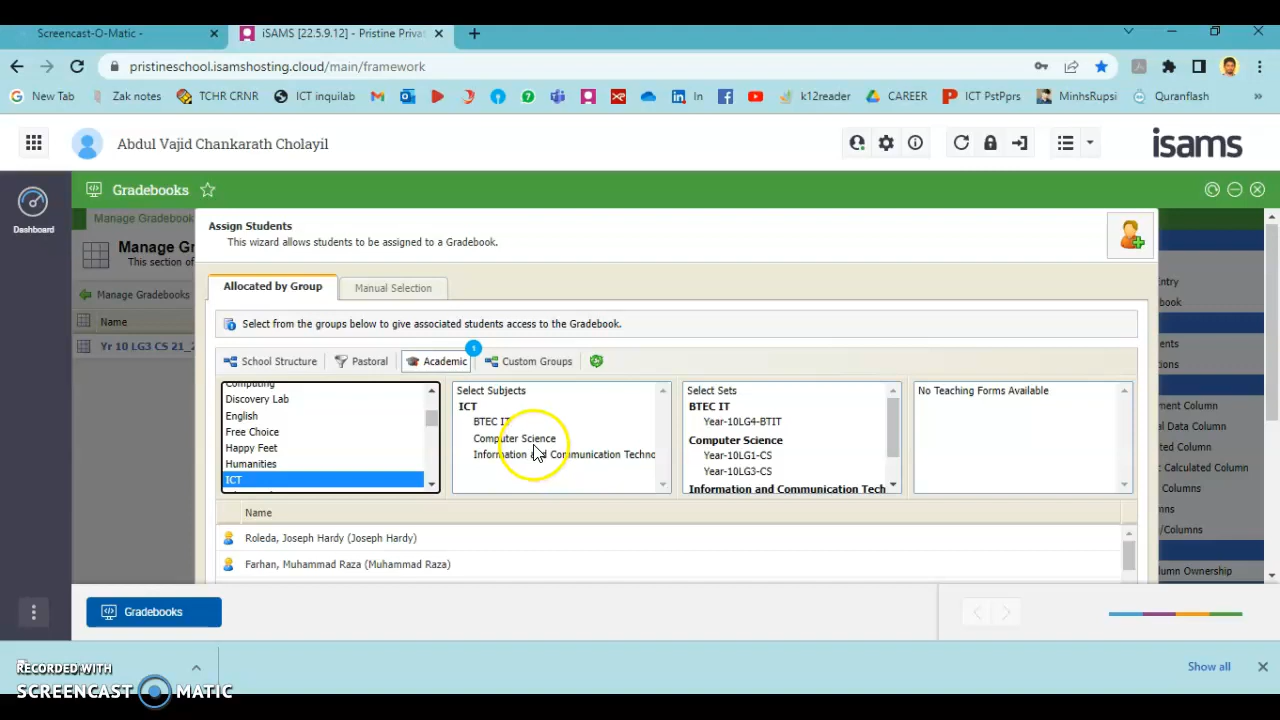 Screencast-O-Matic -
iSAMS [22.5.9.12] - Pristine Priva
pristineschool.isamshosting.cloud/main/framework
New Tab
Zak notes
TCHR CRNR
ICT inquilab
In
k12reader
CAREER
ICT PstPprs
MinhsRupsi
Quranflash
»
Abdul Vajid Chankarath Cholayil
isams
Gradebooks
Dashboard
Manage Gradebook
Manage Gr
This section of
Manage Gradebooks
Name
Yr 10 LG3 CS 21_2
Assign Students
This wizard allows students to be assigned to a Gradebook.
Allocated by Group
Manual Selection
Select from the groups below to give associated students access to the Gradebook.
School Structure
Pastoral
Academic
1
Custom Groups
Computing
Discovery Lab
English
Free Choice
Happy Feet
Humanities
ICT
Select Subjects
ICT
BTEC IT
Computer Science
Information and Communication Techno
Select Sets
BTEC IT
Year-10LG4-BTIT
Computer Science
Year-10LG1-CS
Year-10LG3-CS
Information and Communication Tech
No Teaching Forms Available
Name
Roleda, Joseph Hardy (Joseph Hardy)
Farhan, Muhammad Raza (Muhammad Raza)
ntry
book
ents
tions
ment Column
ted Column
Calculated Column
Columns
ns
/Columns
lumn Ownership
Gradebooks
RECORDED WITH
SCREENCAST MATIC
Show all